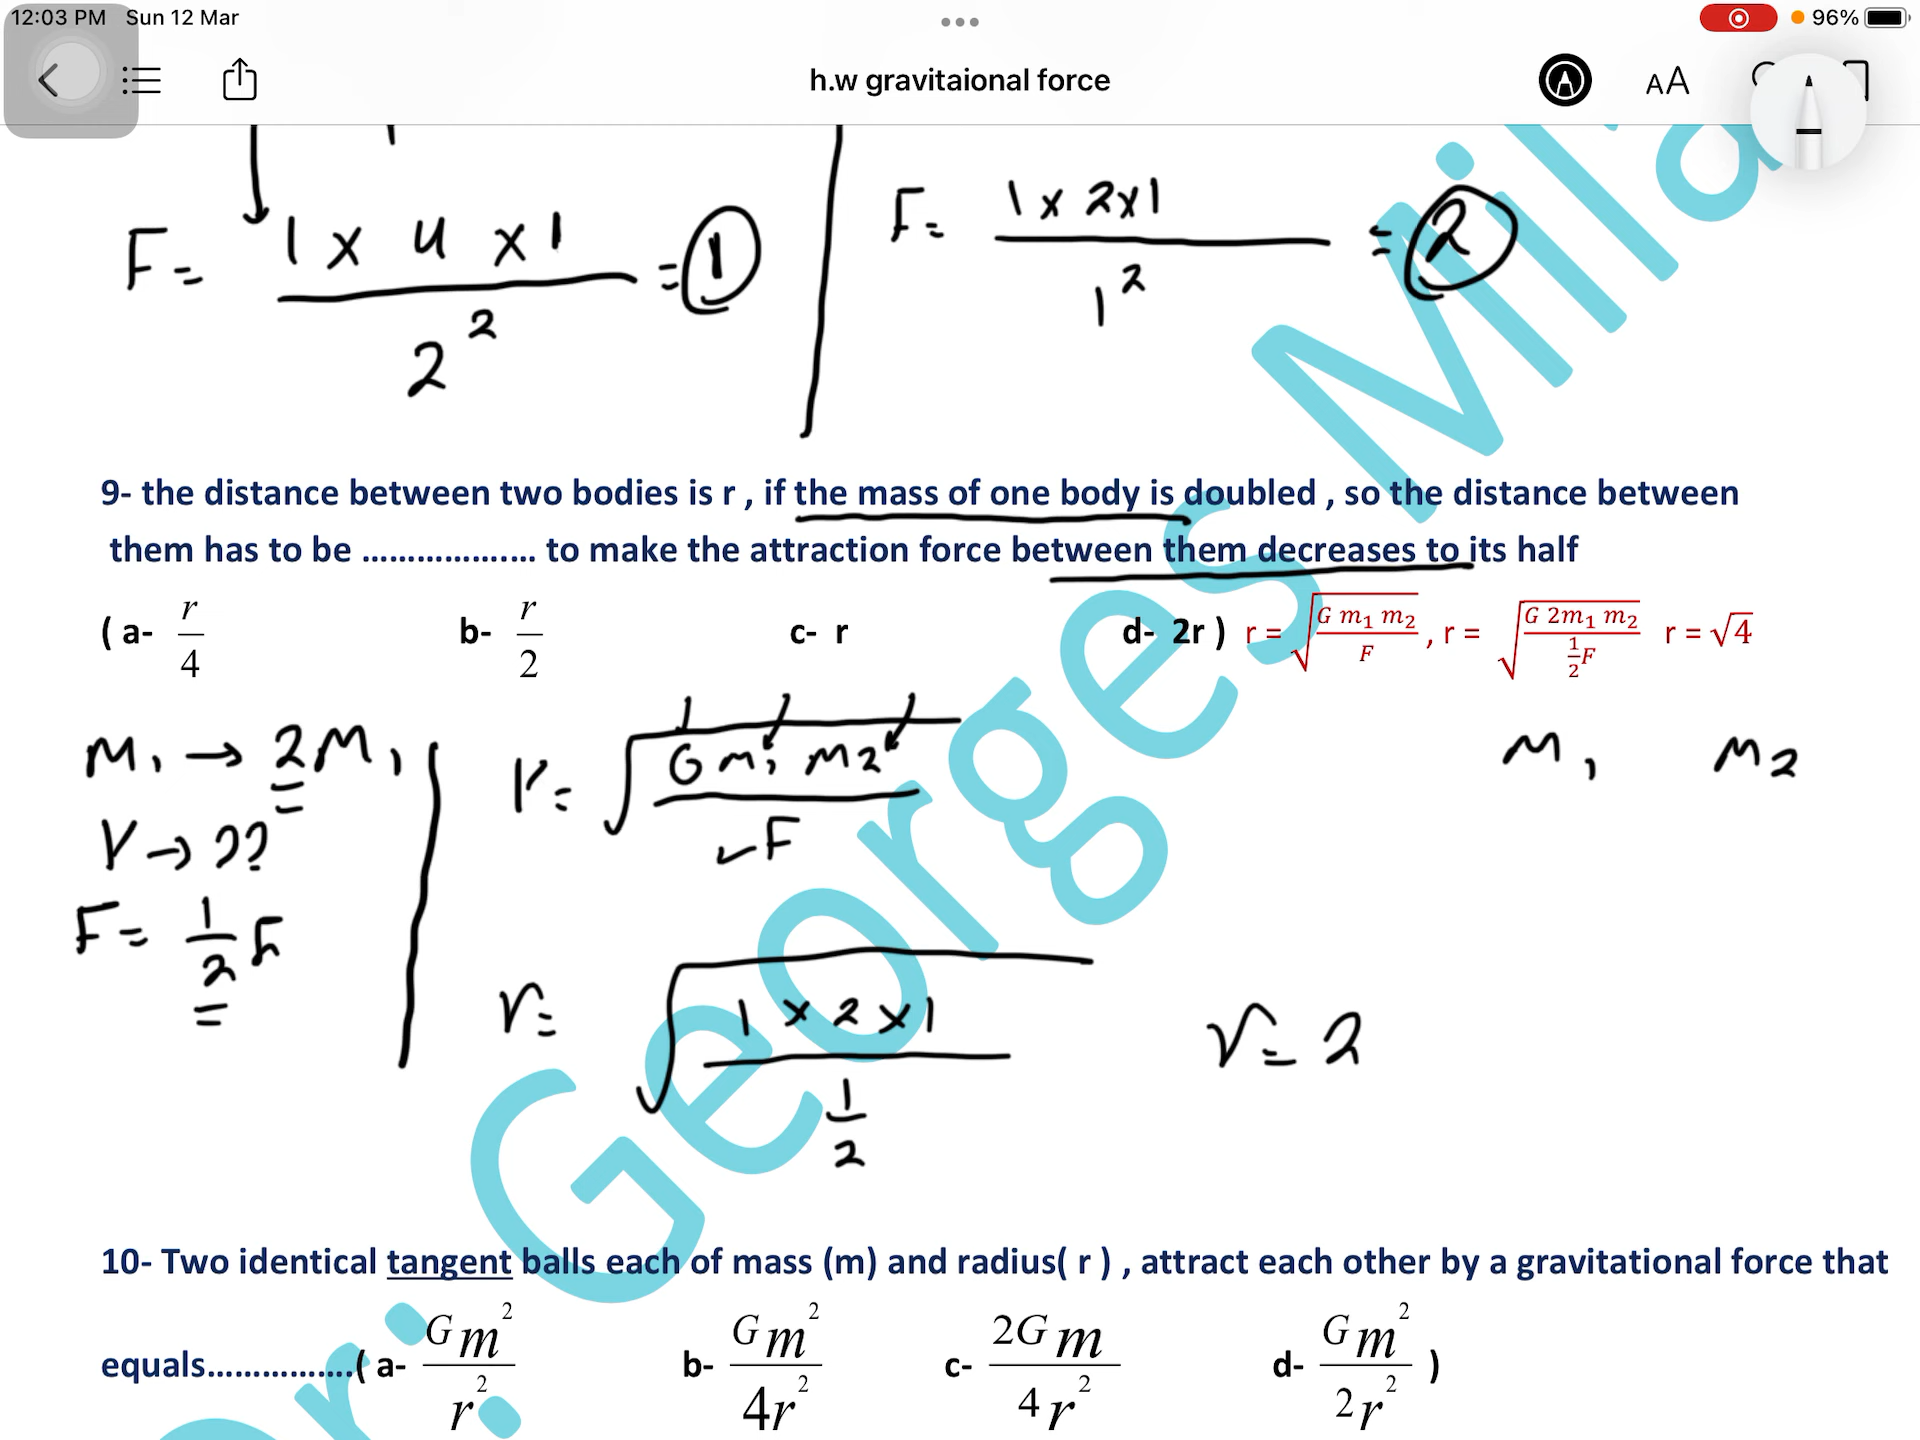 12:03 PM Sun 12 Mar
96%
h.w gravitaional force
AA
F= 1 x 4 x 1 / 2² = 1
F= 1 x 2 x 1 / 1² = 2
9- the distance between two bodies is r , if the mass of one body is doubled , so the distance between
them has to be ................... to make the attraction force between them decreases to its half
( a- r/4 b- r/2 c- r d- 2r ) r = √(G m₁ m₂ / F) , r = √(G 2m₁ m₂ / ½F) r = √4
M₁ → 2M₁
r → ??
F = ½ F
r = √(G m₁ m₂ / F)
M₁ M₂
r = √(1 x 2 x 1 / ½)
r = 2
10- Two identical tangent balls each of mass (m) and radius( r ) , attract each other by a gravitational force that
equals................( a- Gm²/r² b- Gm²/4r² c- 2Gm/4r² d- Gm²/2r² )
Mr. Georges Mila